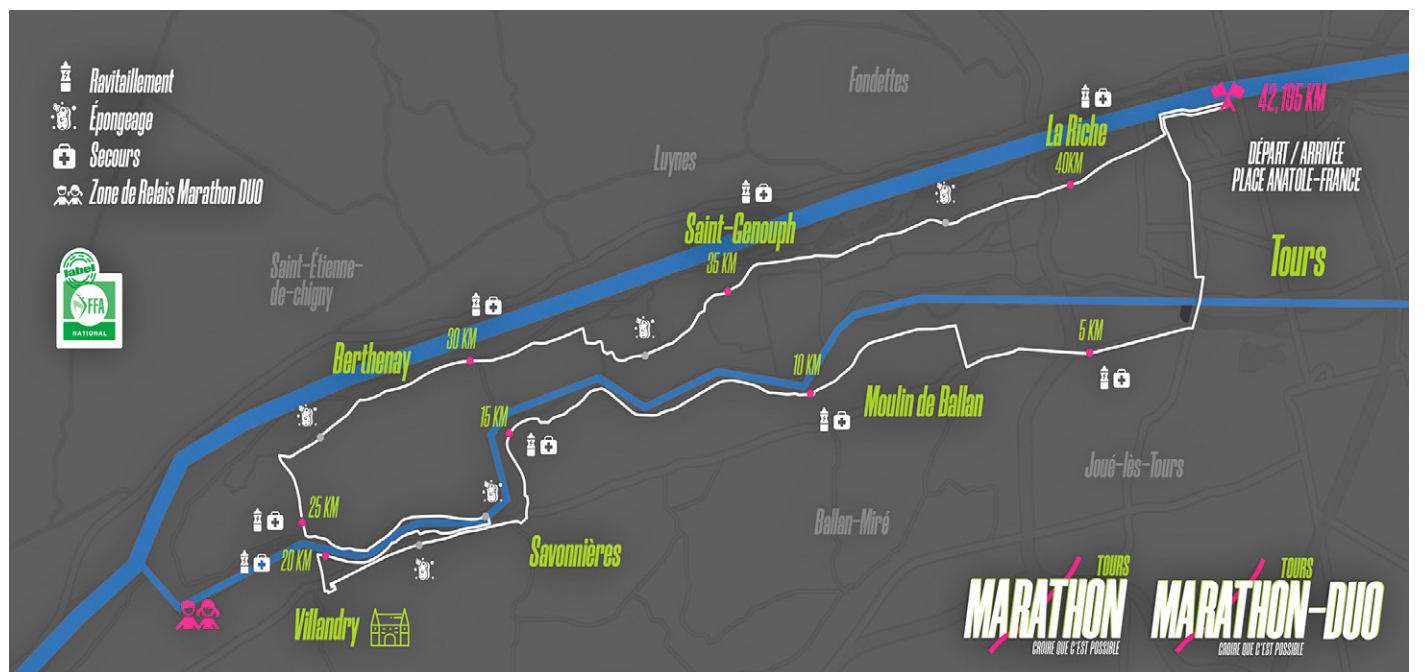 Ravitaillement
Épongeage
Secours
Zone de Relais Marathon DUO
label
FFA
NATIONAL
Fondettes
Luynes
Saint-Étienne-
de-chigny
La Riche
40KM
42,195 KM
DÉPART / ARRIVÉE
PLACE ANATOLE-FRANCE
Saint-Genouph
35 KM
Tours
Berthenay
30 KM
5 KM
10 KM
Moulin de Ballan
15 KM
Joué-lès-Tours
Ballan-Miré
25 KM
20 KM
Savonnières
Villandry
TOURS
MARATHON
CROIRE QUE C'EST POSSIBLE
TOURS
MARATHON-DUO
CROIRE QUE C'EST POSSIBLE